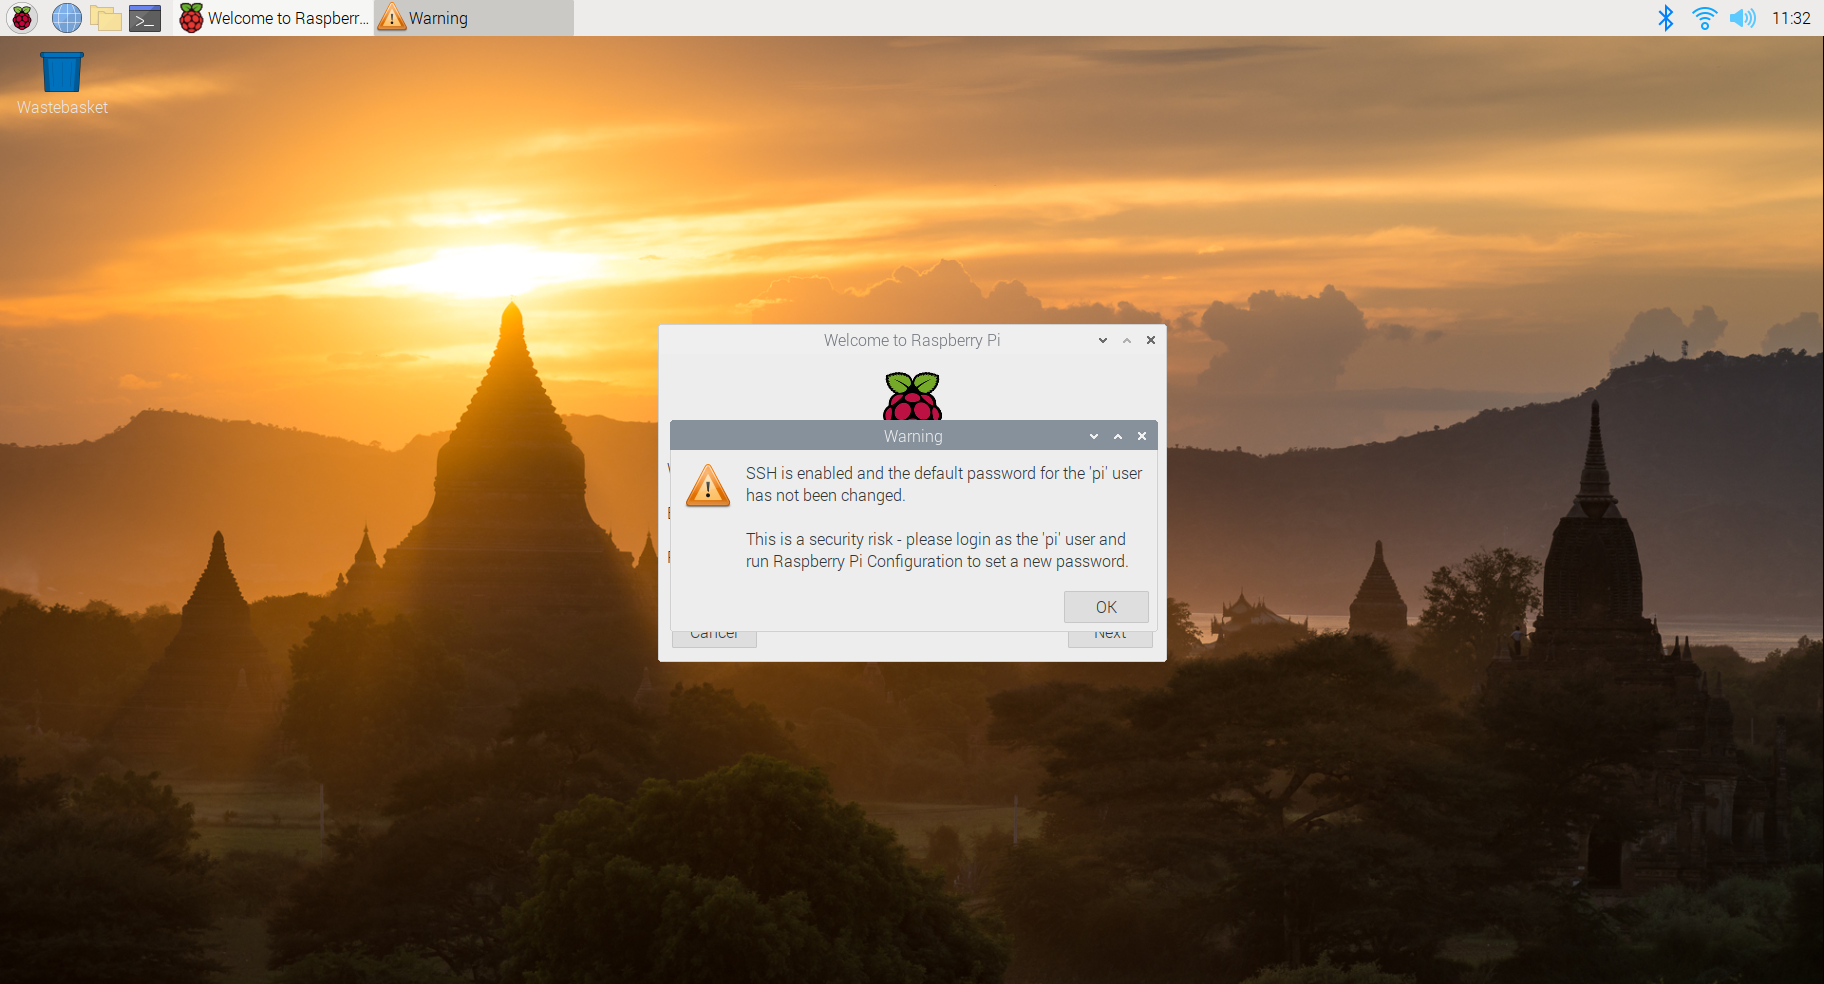 Welcome to Raspberr...
Warning
11:32
Wastebasket
Welcome to Raspberry Pi
Warning
SSH is enabled and the default password for the 'pi' user
has not been changed.
This is a security risk - please login as the 'pi' user and
run Raspberry Pi Configuration to set a new password.
OK
Cancel
Next